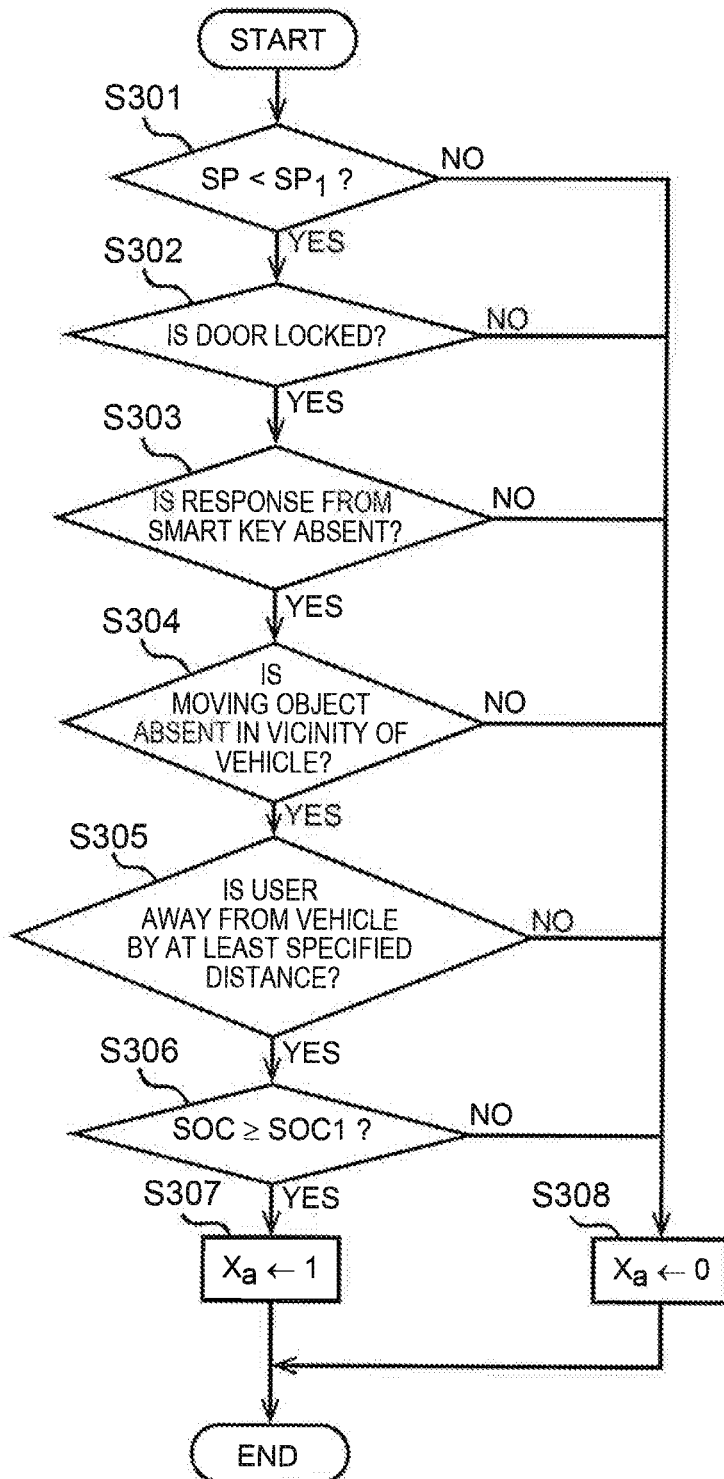 START
S301
SP < SP1 ?
NO
YES
S302
IS DOOR LOCKED?
NO
YES
S303
IS RESPONSE FROM
SMART KEY ABSENT?
NO
YES
S304
IS
MOVING OBJECT
ABSENT IN VICINITY OF
VEHICLE?
NO
YES
S305
IS USER
AWAY FROM VEHICLE
BY AT LEAST SPECIFIED
DISTANCE?
NO
YES
S306
SOC ≥ SOC1 ?
NO
YES
S307
Xa ← 1
S308
Xa ← 0
END